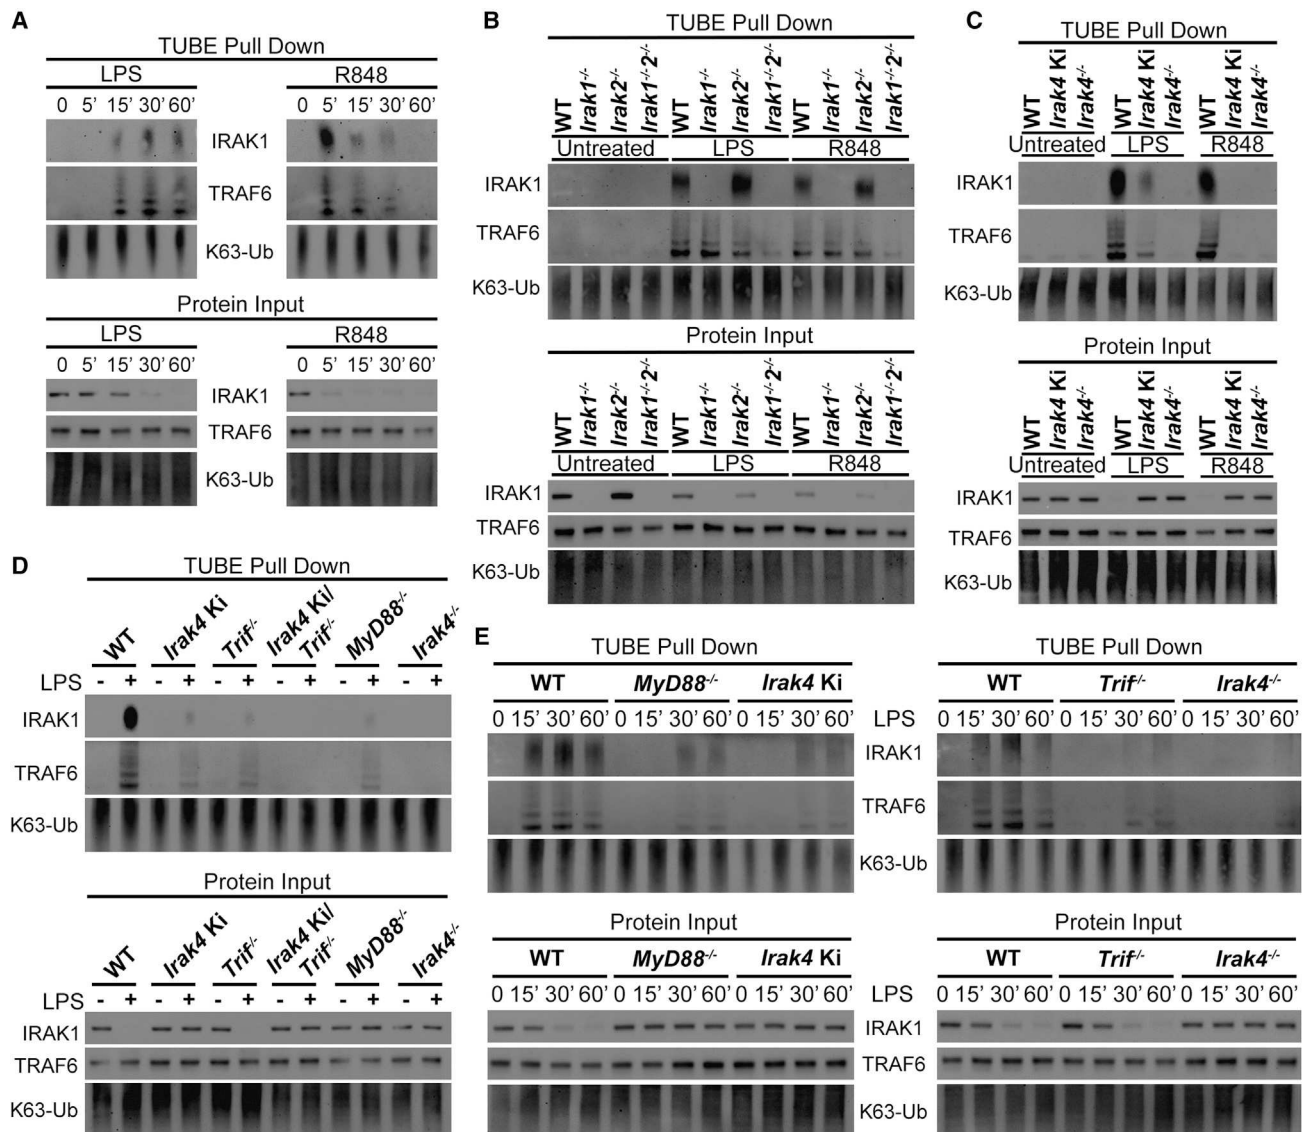 A
TUBE Pull Down
LPS R848
0 5' 15' 30' 60' 0 5' 15' 30' 60'
IRAK1
TRAF6
K63-Ub
Protein Input
LPS R848
0 5' 15' 30' 60' 0 5' 15' 30' 60'
IRAK1
TRAF6
K63-Ub
B
TUBE Pull Down
WT Irak1-/- Irak2-/- Irak1-/-2-/- WT Irak1-/- Irak2-/- Irak1-/-2-/- WT Irak1-/- Irak2-/- Irak1-/-2-/-
Untreated LPS R848
IRAK1
TRAF6
K63-Ub
Protein Input
WT Irak1-/- Irak2-/- Irak1-/-2-/- WT Irak1-/- Irak2-/- Irak1-/-2-/- WT Irak1-/- Irak2-/- Irak1-/-2-/-
Untreated LPS R848
IRAK1
TRAF6
K63-Ub
C
TUBE Pull Down
WT Irak4 Ki Irak4-/- WT Irak4 Ki Irak4-/- WT Irak4 Ki Irak4-/-
Untreated LPS R848
IRAK1
TRAF6
K63-Ub
Protein Input
WT Irak4 Ki Irak4-/- WT Irak4 Ki Irak4-/- WT Irak4 Ki Irak4-/-
Untreated LPS R848
IRAK1
TRAF6
K63-Ub
D
TUBE Pull Down
WT Irak4 Ki Trif-/- Irak4 Ki/ Trif-/- MyD88-/- Irak4-/-
LPS - + - + - + - + - + - +
IRAK1
TRAF6
K63-Ub
Protein Input
WT Irak4 Ki Trif-/- Irak4 Ki/ Trif-/- MyD88-/- Irak4-/-
LPS - + - + - + - + - + - +
IRAK1
TRAF6
K63-Ub
E
TUBE Pull Down TUBE Pull Down
WT MyD88-/- Irak4 Ki WT Trif-/- Irak4-/-
0 15' 30' 60' 0 15' 30' 60' 0 15' 30' 60' LPS 0 15' 30' 60' 0 15' 30' 60' 0 15' 30' 60'
IRAK1
TRAF6
K63-Ub
Protein Input Protein Input
WT MyD88-/- Irak4 Ki WT Trif-/- Irak4-/-
0 15' 30' 60' 0 15' 30' 60' 0 15' 30' 60' LPS 0 15' 30' 60' 0 15' 30' 60' 0 15' 30' 60'
IRAK1
TRAF6
K63-Ub